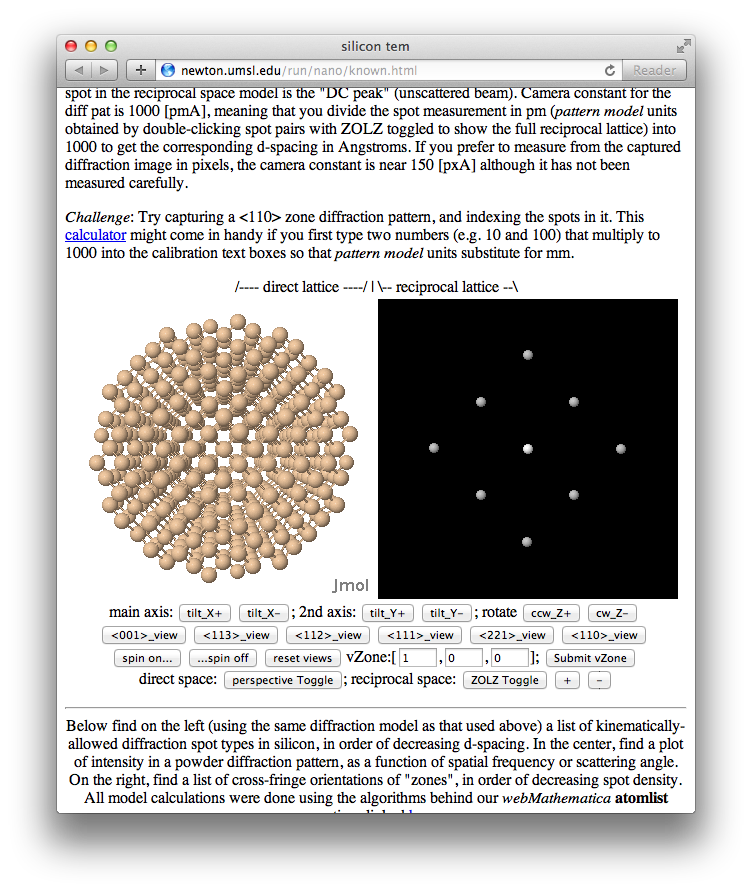 silicon tem
newton.umsl.edu/run/nano/known.html
Reader
spot in the reciprocal space model is the "DC peak" (unscattered beam). Camera constant for the
diff pat is 1000 [pmA], meaning that you divide the spot measurement in pm (pattern model units
obtained by double-clicking spot pairs with ZOLZ toggled to show the full reciprocal lattice) into
1000 to get the corresponding d-spacing in Angstroms. If you prefer to measure from the captured
diffraction image in pixels, the camera constant is near 150 [pxA] although it has not been
measured carefully.
Challenge: Try capturing a <110> zone diffraction pattern, and indexing the spots in it. This
calculator might come in handy if you first type two numbers (e.g. 10 and 100) that multiply to
1000 into the calibration text boxes so that pattern model units substitute for mm.
/---- direct lattice ----/ | \-- reciprocal lattice --\
Jmol
main axis: tilt_X+ tilt_X- ; 2nd axis: tilt_Y+ tilt_Y- ; rotate ccw_Z+ cw_Z-
<001>_view <113>_view <112>_view <111>_view <221>_view <110>_view
spin on... ...spin off reset views vZone:[ 1 , 0 , 0 ]; Submit vZone
direct space: perspective Toggle ; reciprocal space: ZOLZ Toggle + -
Below find on the left (using the same diffraction model as that used above) a list of kinematically-
allowed diffraction spot types in silicon, in order of decreasing d-spacing. In the center, find a plot
of intensity in a powder diffraction pattern, as a function of spatial frequency or scattering angle.
On the right, find a list of cross-fringe orientations of "zones", in order of decreasing spot density.
All model calculations were done using the algorithms behind our webMathematica atomlist